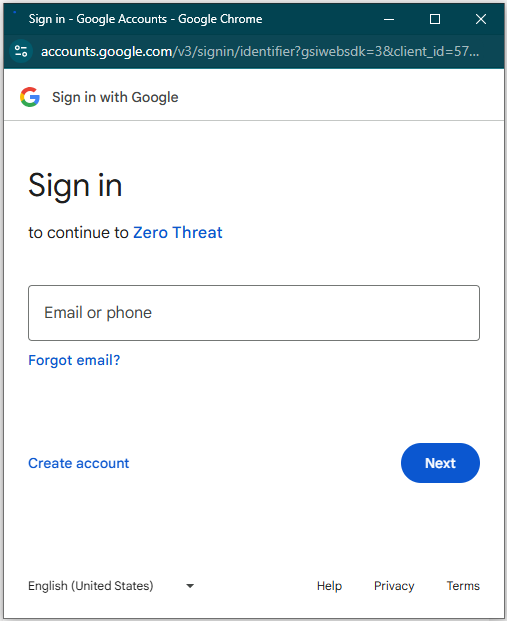 Sign in - Google Accounts - Google Chrome
accounts.google.com/v3/signin/identifier?gsiwebsdk=3&client_id=57...
Sign in with Google
Sign in
to continue to Zero Threat
Email or phone
Forgot email?
Create account Next
English (United States) Help Privacy Terms